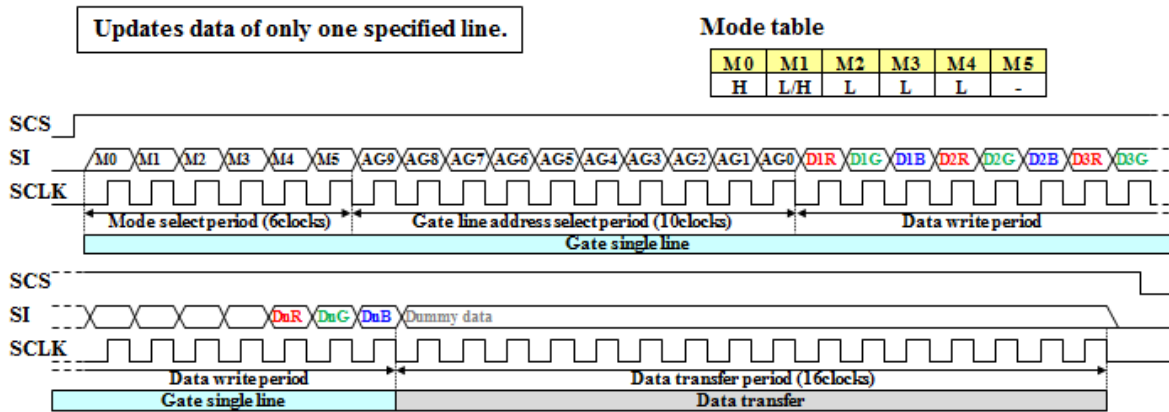 Updates data of only one specified line.
Mode table
M0 M1 M2 M3 M4 M5
H L/H L L L -
SCS
SI M0 M1 M2 M3 M4 M5 AG9 AG8 AG7 AG6 AG5 AG4 AG3 AG2 AG1 AG0 D1R D1G D1B D2R D2G D2B D3R D3G
SCLK
Mode select period (6clocks) Gate line address select period (10clocks) Data write period
Gate single line
SCS
SI DnR DnG DnB Dummy data
SCLK
Data write period Data transfer period (16clocks)
Gate single line Data transfer